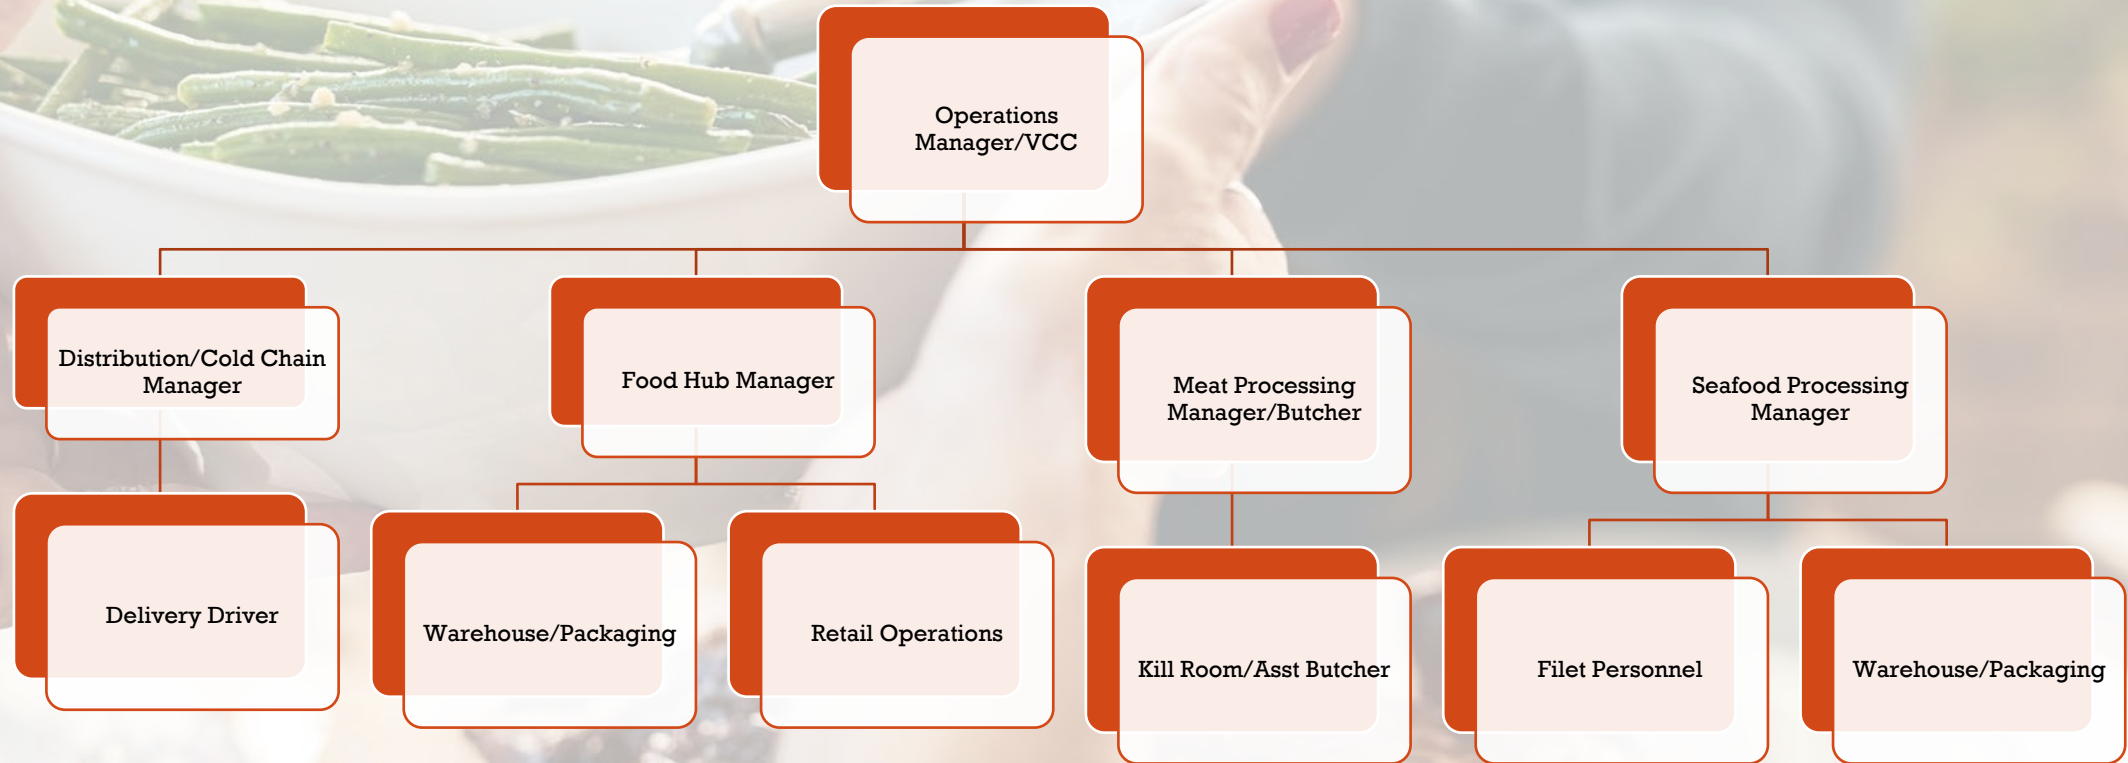 Operations
Manager/VCC
Distribution/Cold Chain
Manager
Food Hub Manager
Meat Processing
Manager/Butcher
Seafood Processing
Manager
Delivery Driver
Warehouse/Packaging
Retail Operations
Kill Room/Asst Butcher
Filet Personnel
Warehouse/Packaging